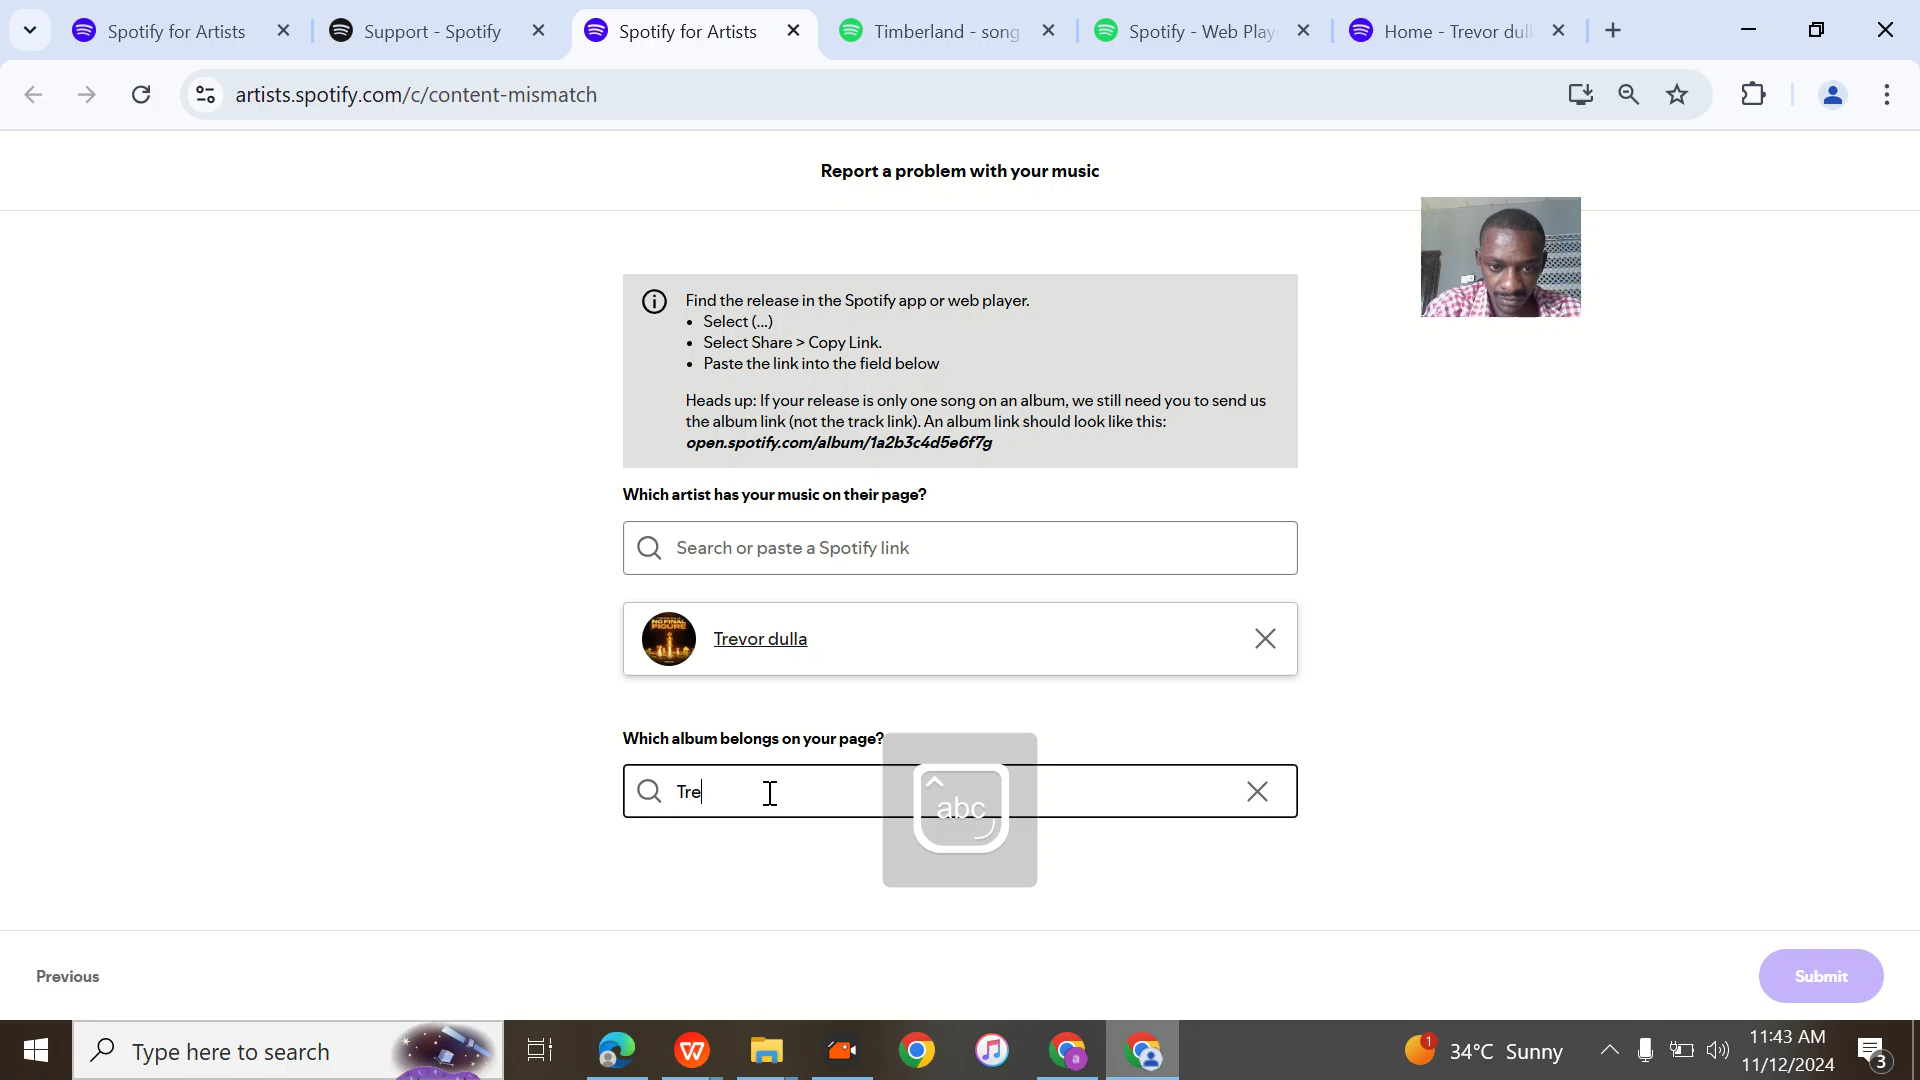 Spotify for Artists
Support - Spotify
Spotify for Artists
Timberland - song
Spotify - Web Play
Home - Trevor dul
artists.spotify.com/c/content-mismatch
Report a problem with your music
Find the release in the Spotify app or web player.
• Select (...)
• Select Share > Copy Link.
• Paste the link into the field below
Heads up: If your release is only one song on an album, we still need you to send us
the album link (not the track link). An album link should look like this:
open.spotify.com/album/1a2b3c4d5e6f7g
Which artist has your music on their page?
Search or paste a Spotify link
NO FINAL
FIGURE
Trevor dulla
Which album belongs on your page?
Tre
abc
Previous
Submit
Type here to search
1
34°C Sunny
11:43 AM
11/12/2024
3